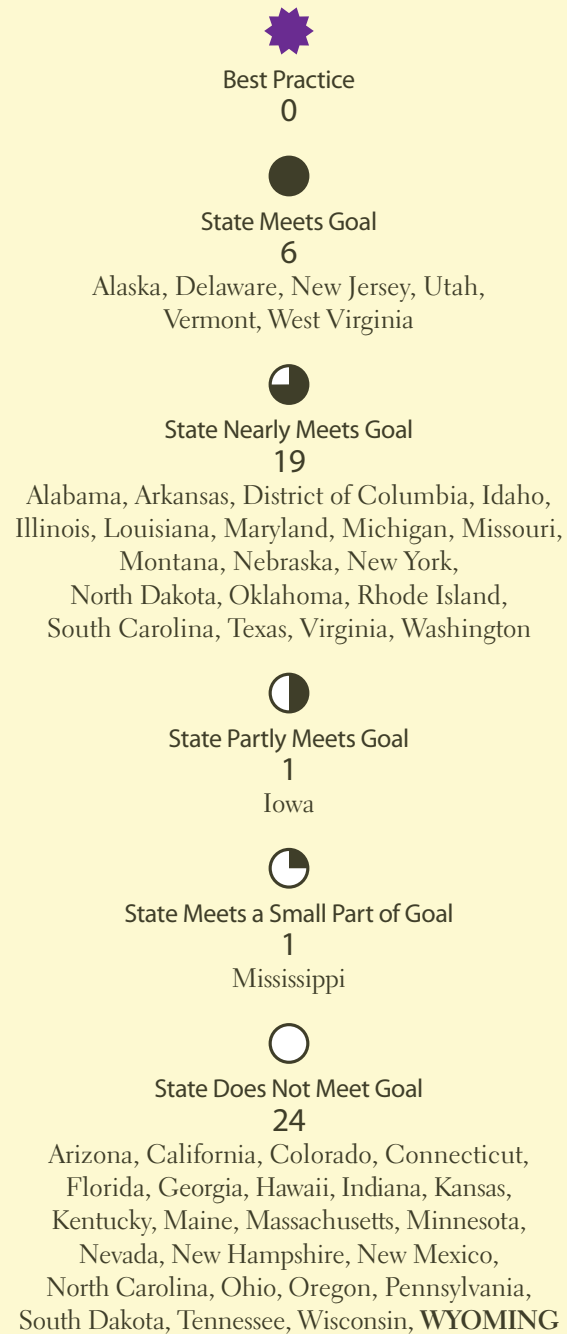 Best Practice
0
State Meets Goal
6
Alaska, Delaware, New Jersey, Utah,
Vermont, West Virginia
State Nearly Meets Goal
19
Alabama, Arkansas, District of Columbia, Idaho,
Illinois, Louisiana, Maryland, Michigan, Missouri,
Montana, Nebraska, New York,
North Dakota, Oklahoma, Rhode Island,
South Carolina, Texas, Virginia, Washington
State Partly Meets Goal
1
Iowa
State Meets a Small Part of Goal
1
Mississippi
State Does Not Meet Goal
24
Arizona, California, Colorado, Connecticut,
Florida, Georgia, Hawaii, Indiana, Kansas,
Kentucky, Maine, Massachusetts, Minnesota,
Nevada, New Hampshire, New Mexico,
North Carolina, Ohio, Oregon, Pennsylvania,
South Dakota, Tennessee, Wisconsin, WYOMING